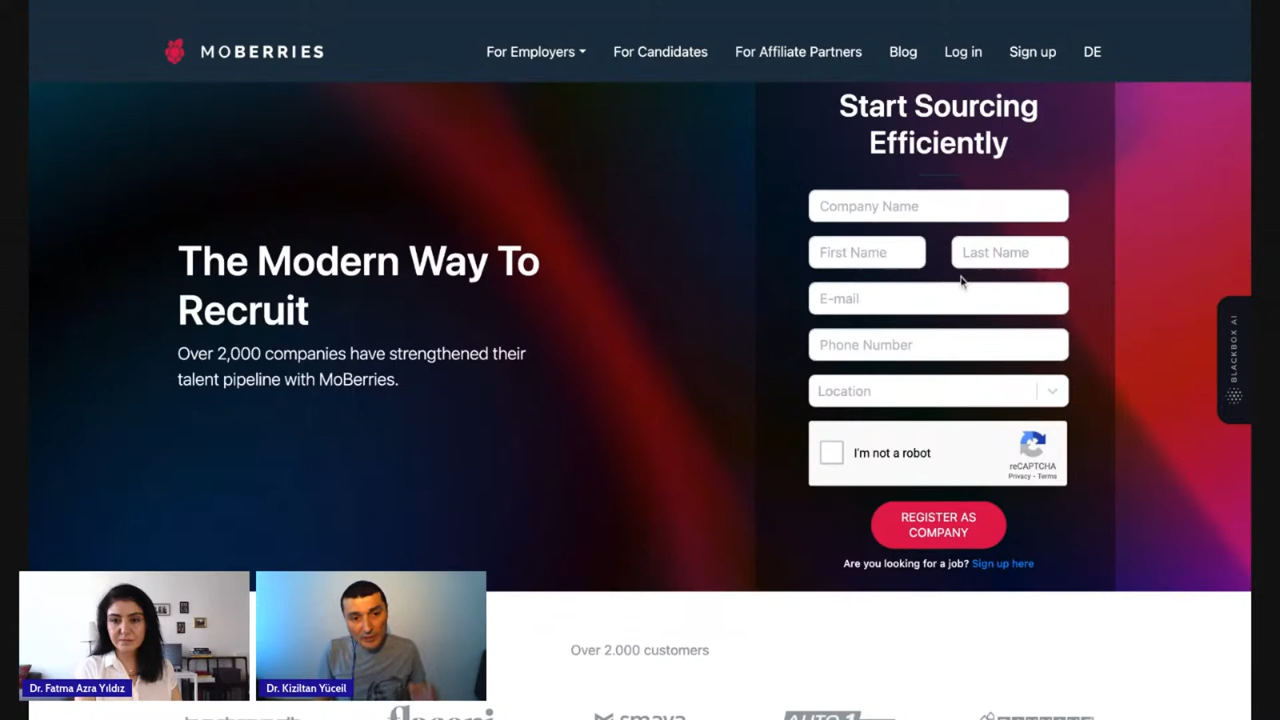 MOBERRIES
For Employers
For Candidates
For Affiliate Partners
Blog
Log in
Sign up
DE
The Modern Way To
Recruit
Over 2,000 companies have strengthened their
talent pipeline with MoBerries.
Start Sourcing
Efficiently
Company Name
First Name
Last Name
E-mail
Phone Number
Location
I'm not a robot
reCAPTCHA
Privacy - Terms
REGISTER AS
COMPANY
Are you looking for a job? Sign up here
BLACKBOX AI
Dr. Fatma Azra Yıldız
Dr. Kiziltan Yüceil
Over 2.000 customers
smava
AUTO1